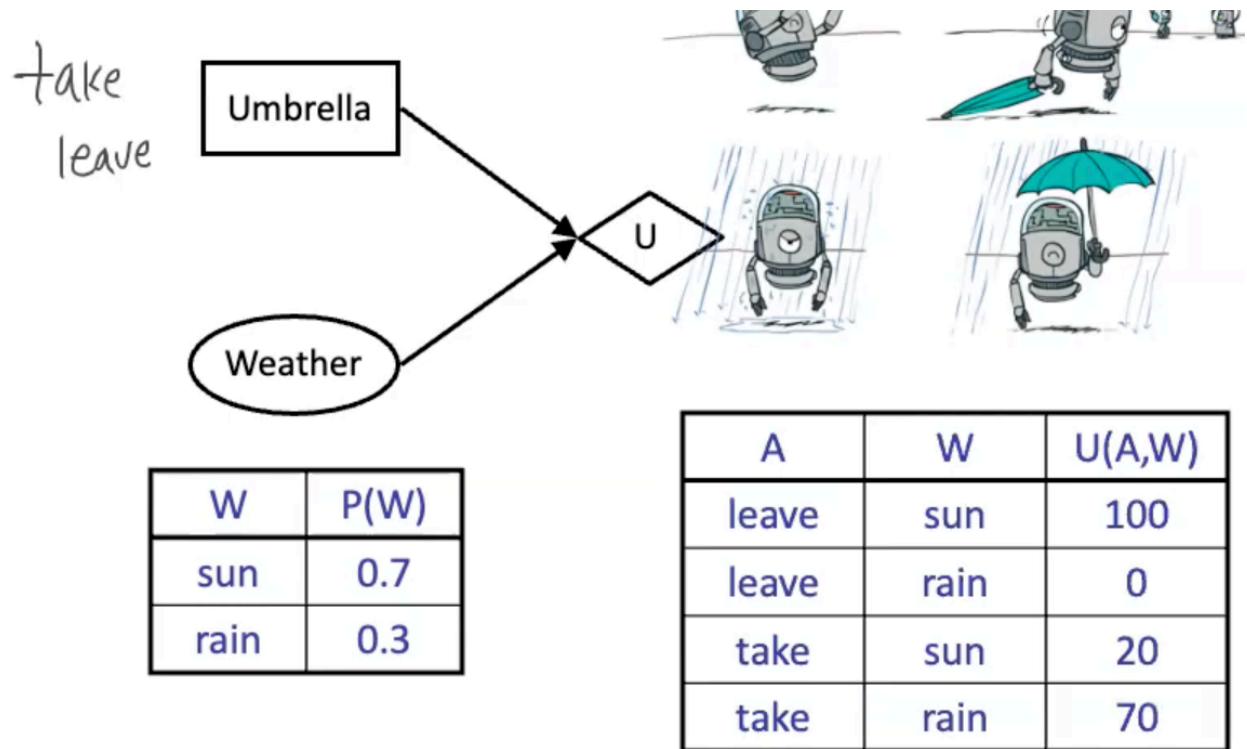 take
leave
Umbrella
U
Weather
W P(W)
sun 0.7
rain 0.3
A W U(A,W)
leave sun 100
leave rain 0
take sun 20
take rain 70